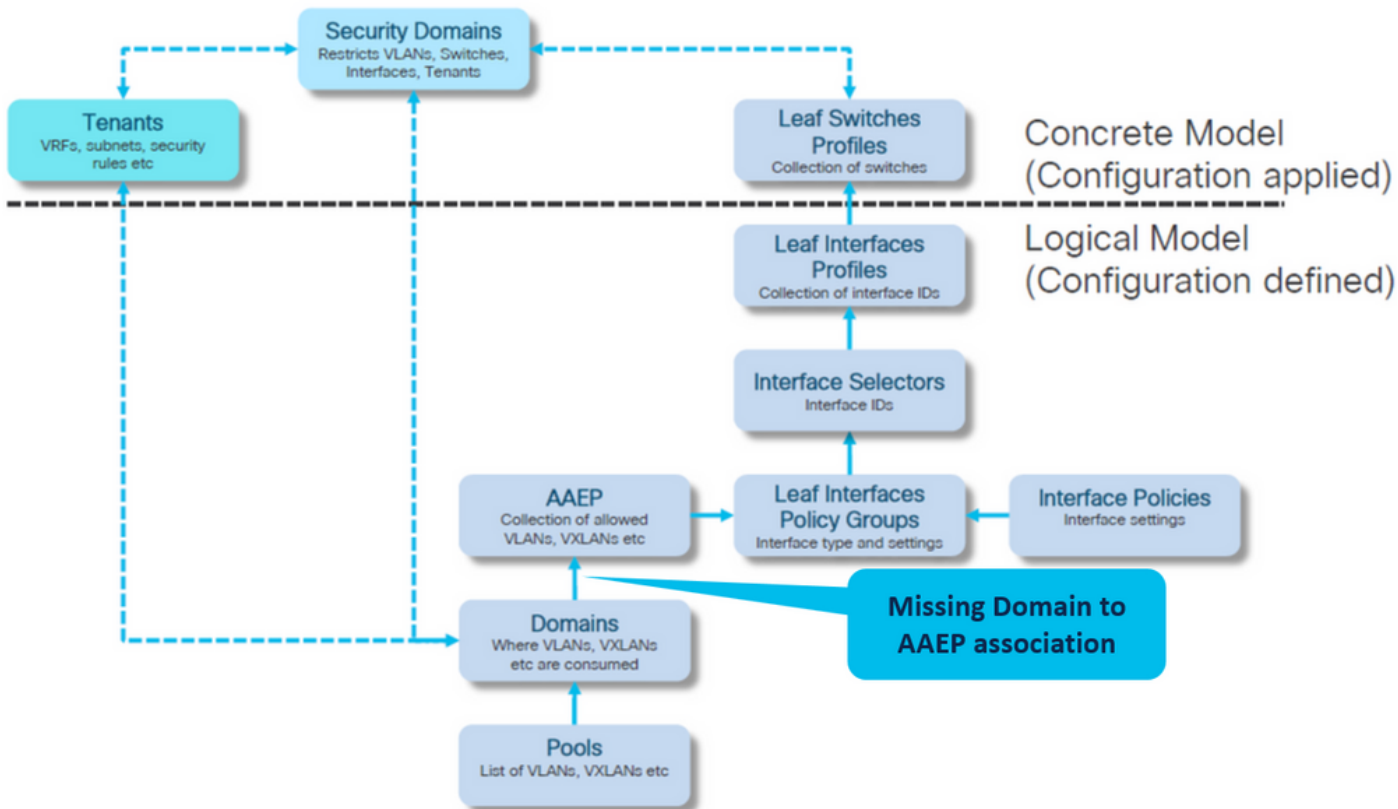 Security Domains
Restricts VLANs, Switches,
Interfaces, Tenants
Tenants
VRFs, subnets, security
rules etc
Leaf Switches
Profiles
Collection of switches
Concrete Model
(Configuration applied)
Leaf Interfaces
Profiles
Collection of interface IDs
Logical Model
(Configuration defined)
Interface Selectors
Interface IDs
AAEP
Collection of allowed
VLANs, VXLANs etc
Leaf Interfaces
Policy Groups
Interface type and settings
Interface Policies
Interface settings
Missing Domain to
AAEP association
Domains
Where VLANs, VXLANs
etc are consumed
Pools
List of VLANs, VXLANs etc